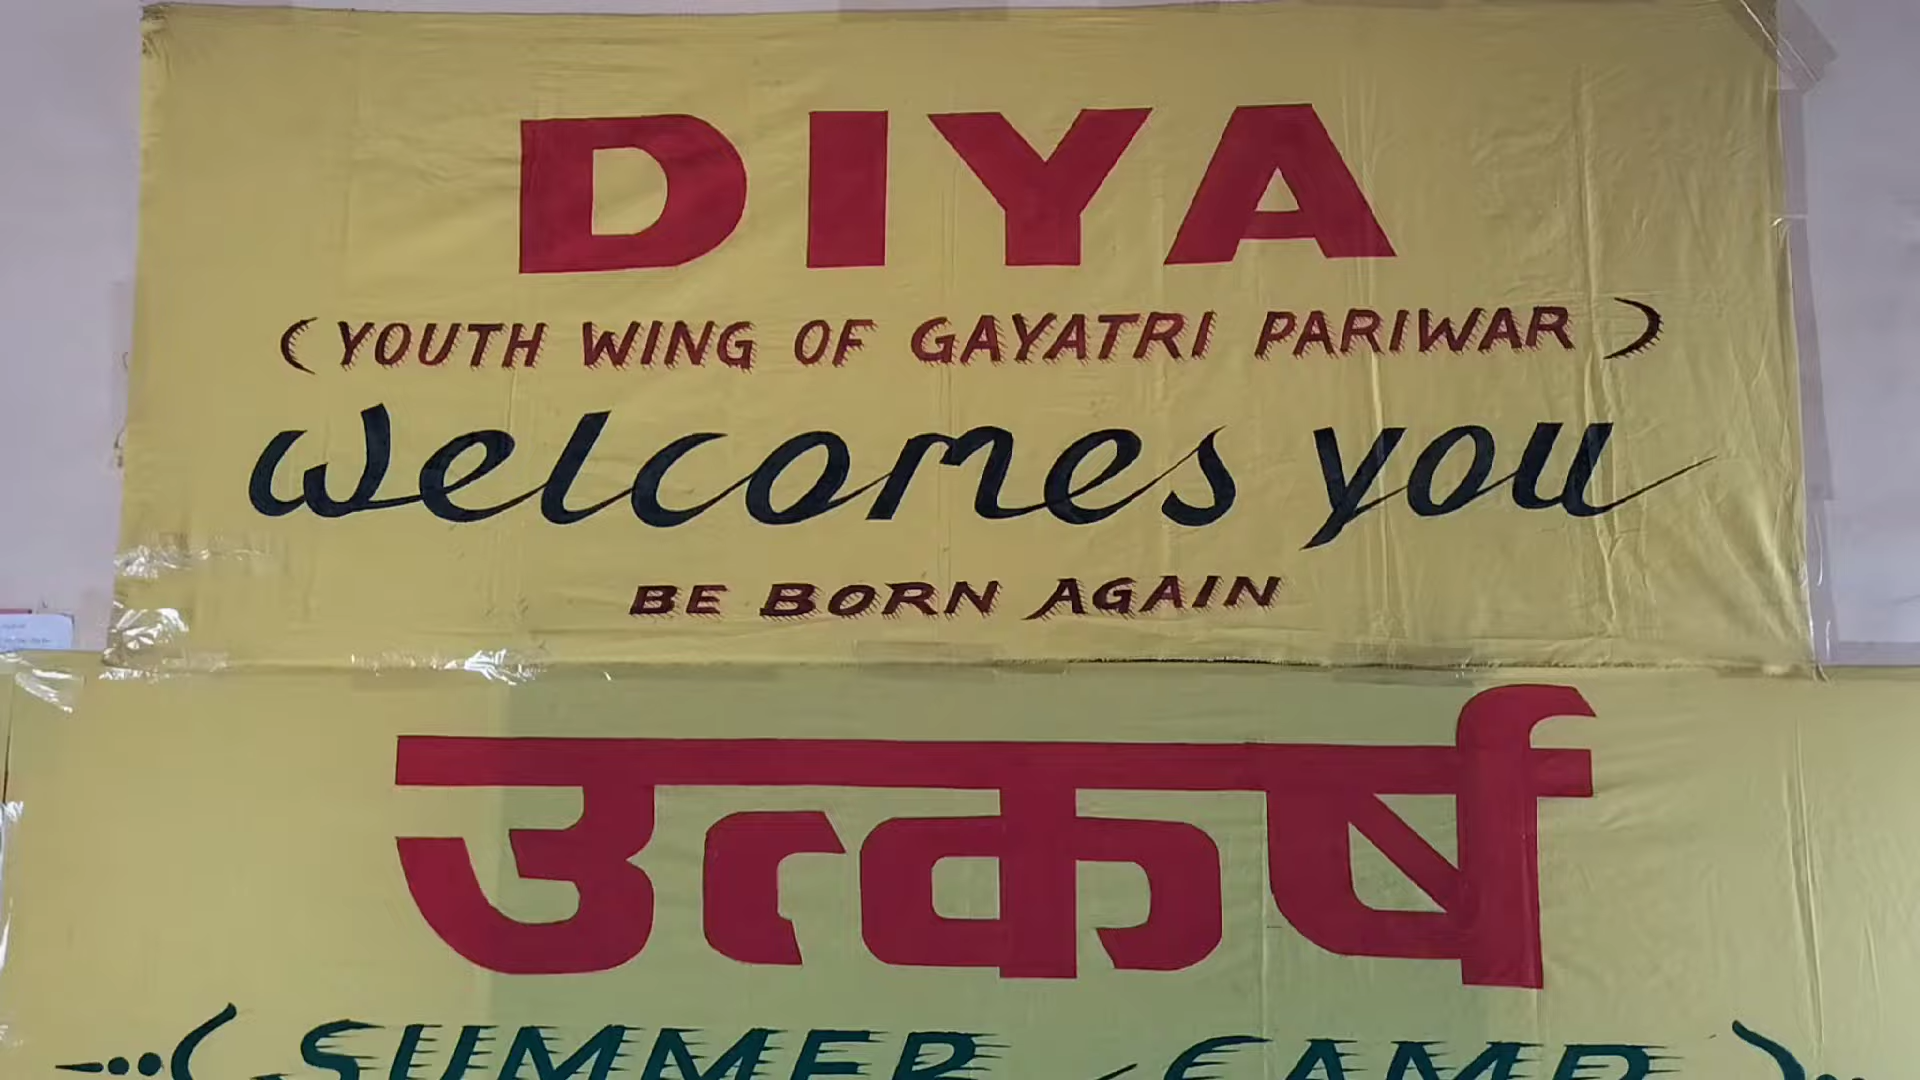 DIYA
(YOUTH WING OF GAYATRI PARIWAR)
Welcomes you
BE BORN AGAIN
उत्कर्ष
...( SUMMER CAMP )...